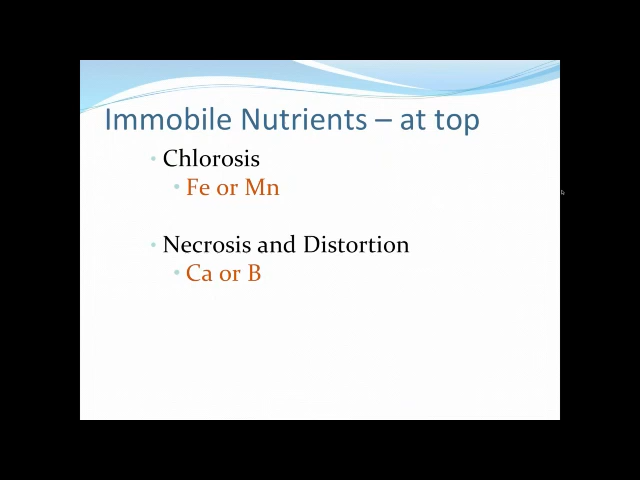 Immobile Nutrients – at top
• Chlorosis
• Fe or Mn
• Necrosis and Distortion
• Ca or B